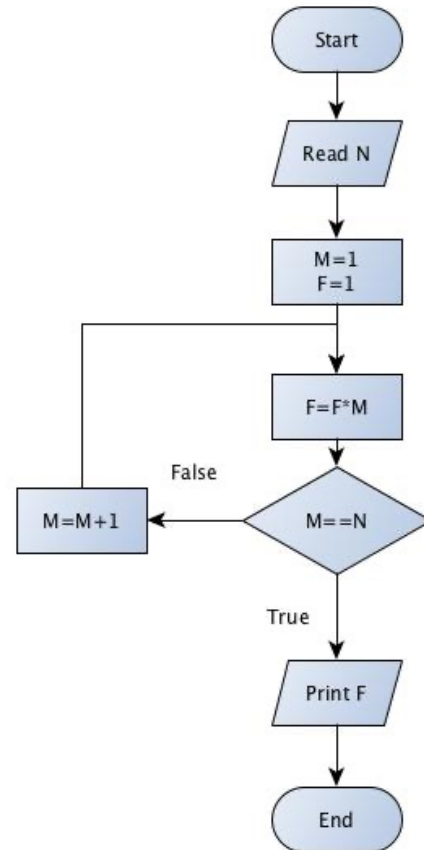 Start
Read N
M=1
F=1
F=F*M
False
M=M+1
M==N
True
Print F
End